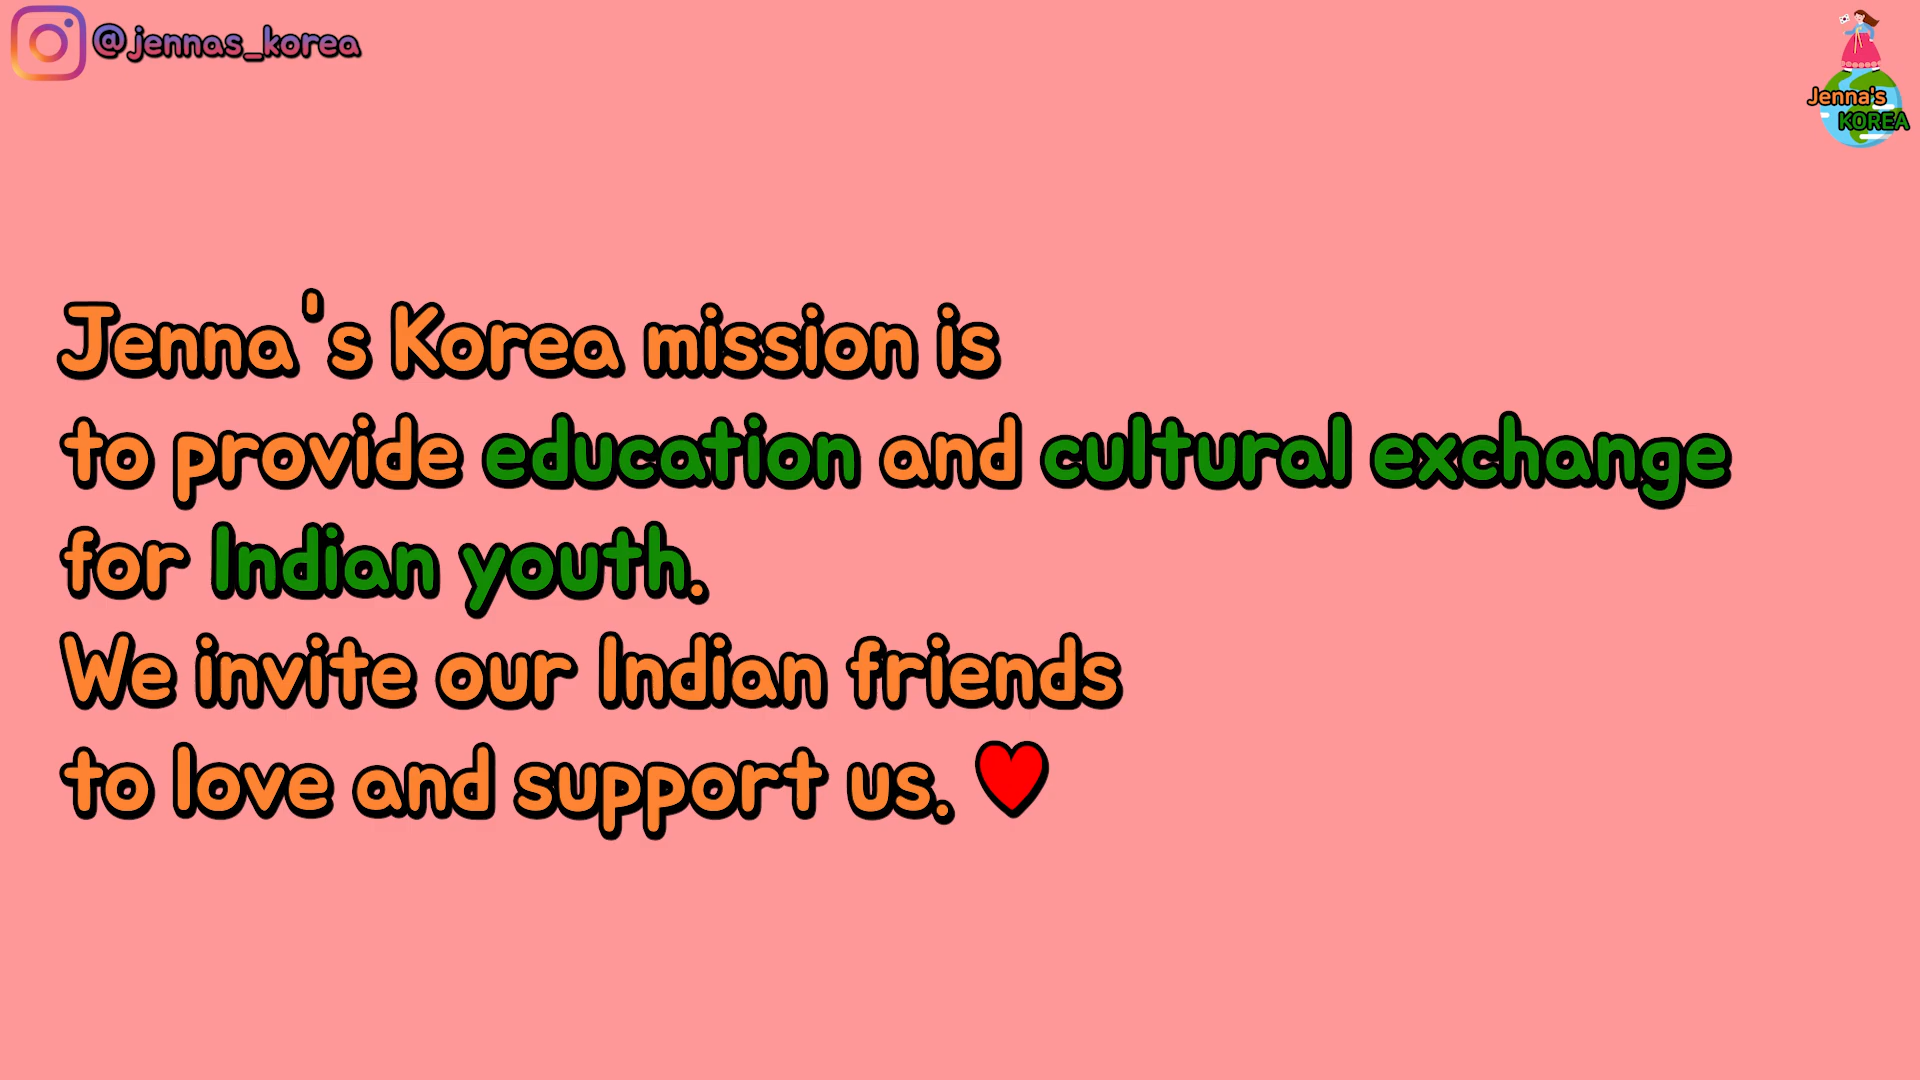 @jennas_korea
Jenna's
KOREA
Jenna's Korea mission is
to provide education and cultural exchange
for Indian youth.
We invite our Indian friends
to love and support us. ♥